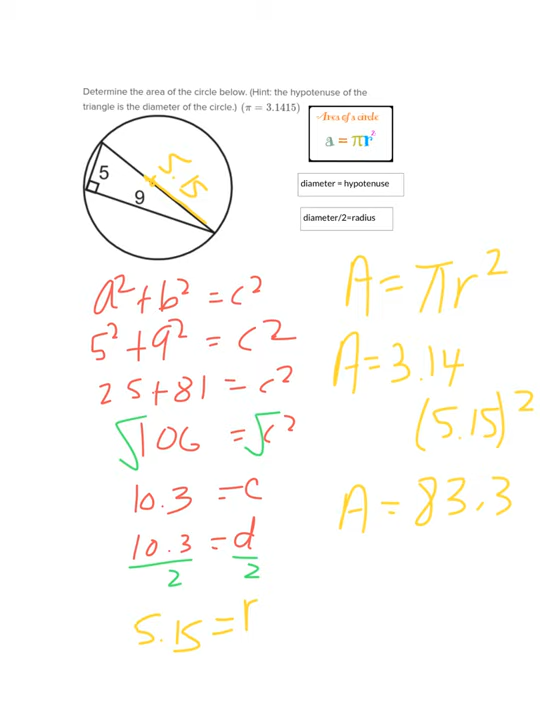 Determine the area of the circle below. (Hint: the hypotenuse of the
triangle is the diameter of the circle.) (π = 3.1415)
Area of a circle
a = πr²
5
9
5.15
diameter = hypotenuse
diameter/2=radius
a² + b² = c²
5² + 9² = c²
25 + 81 = c²
√106 = √c²
10.3 = c
10.3 = d
2 2
5.15 = r
A = πr²
A = 3.14
(5.15)²
A = 83.3